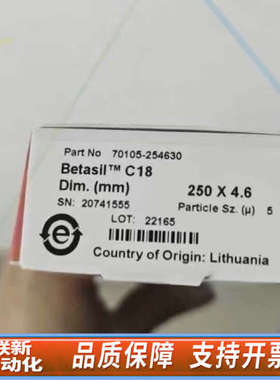 Part No 70105-254630
Betasil™ C18
Dim. (mm) 250 X 4.6
SN: 20741555 Particle Sz. (µ) 5
LOT: 22165
e
Country of Origin: Lithuania
联新
动化
品质保障 支持开票